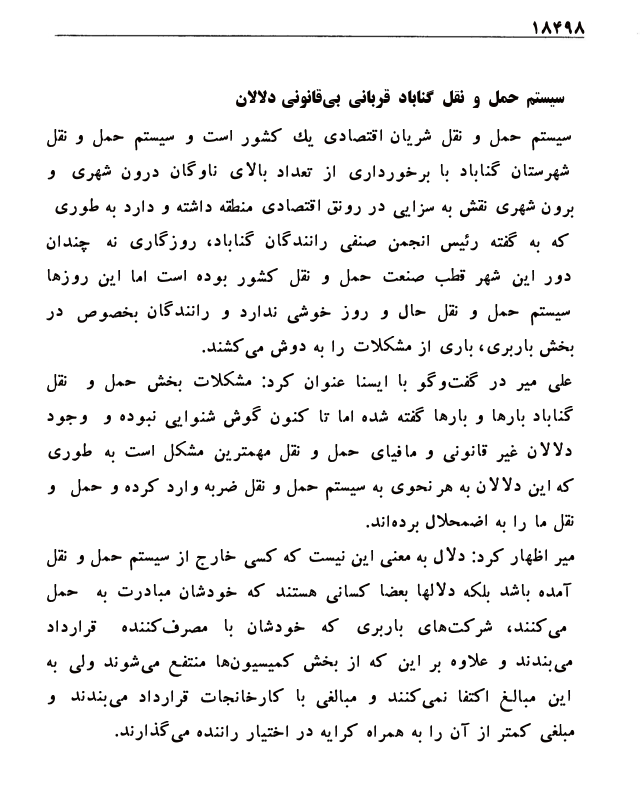 ۱۸۴۹۸
سیستم حمل و نقل گناباد قربانی بی‌قانونی دلالان
سیستم حمل و نقل شریان اقتصادی یك کشور است و سیستم حمل و نقل
شهرستان گناباد با برخورداری از تعداد بالای ناوگان درون شهری و
برون شهری نقش به سزایی در رونق اقتصادی منطقه داشته و دارد به طوری
که به گفته رئیس انجمن صنفی رانندگان گناباد، روزگاری نه چندان
دور این شهر قطب صنعت حمل و نقل کشور بوده است اما این روزها
سیستم حمل و نقل حال و روز خوشی ندارد و رانندگان بخصوص در
بخش باربری، باری از مشکلات را به دوش می‌کشند.
علی میر در گفت‌وگو با ایسنا عنوان کرد: مشکلات بخش حمل و نقل
گناباد بارها و بارها گفته شده اما تا کنون گوش شنوایی نبوده و وجود
دلالان غیر قانونی و مافیای حمل و نقل مهمترین مشکل است به طوری
که این دلالان به هر نحوی به سیستم حمل و نقل ضربه وارد کرده و حمل و
نقل ما را به اضمحلال برده‌اند.
میر اظهار کرد: دلال به معنی این نیست که کسی خارج از سیستم حمل و نقل
آمده باشد بلکه دلالها بعضا کسانی هستند که خودشان مبادرت به حمل
می‌کنند، شرکت‌های باربری که خودشان با مصرف‌کننده قرارداد
می‌بندند و علاوه بر این که از بخش کمیسیون‌ها منتفع می‌شوند ولی به
این مبالغ اکتفا نمی‌کنند و مبالغی با کارخانجات قرارداد می‌بندند و
مبلغی کمتر از آن را به همراه کرایه در اختیار راننده می‌گذارند.